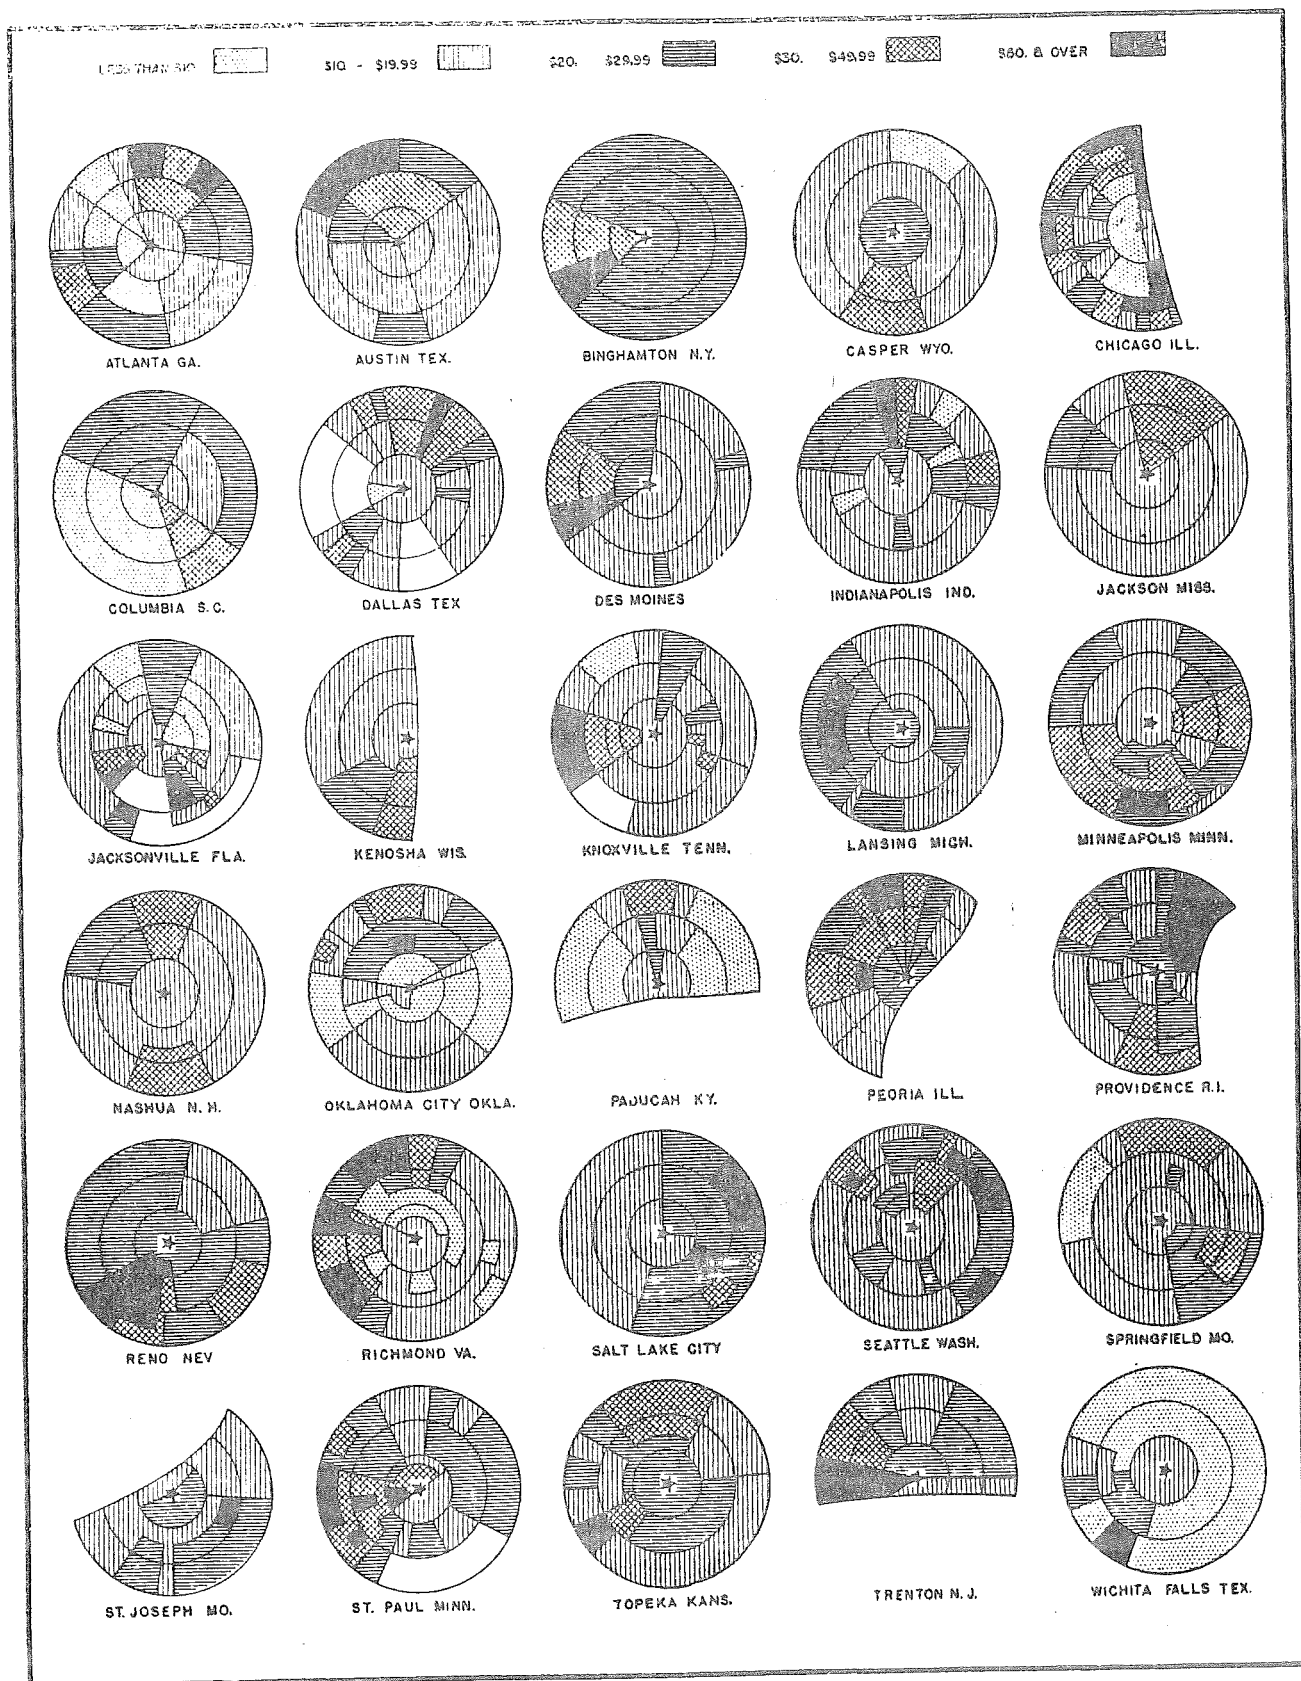 LESS THAN $10 $10 - $19.99 $20. $29.99 $30. $49.99 $50. & OVER
ATLANTA GA. AUSTIN TEX. BINGHAMTON N.Y. CASPER WYO. CHICAGO ILL.
COLUMBIA S.C. DALLAS TEX DES MOINES INDIANAPOLIS IND. JACKSON MISS.
JACKSONVILLE FLA. KENOSHA WIS. KNOXVILLE TENN. LANSING MICH. MINNEAPOLIS MINN.
NASHUA N.H. OKLAHOMA CITY OKLA. PADUCAH KY. PEORIA ILL. PROVIDENCE R.I.
RENO NEV RICHMOND VA. SALT LAKE CITY SEATTLE WASH. SPRINGFIELD MO.
ST. JOSEPH MO. ST. PAUL MINN. TOPEKA KANS. TRENTON N.J. WICHITA FALLS TEX.